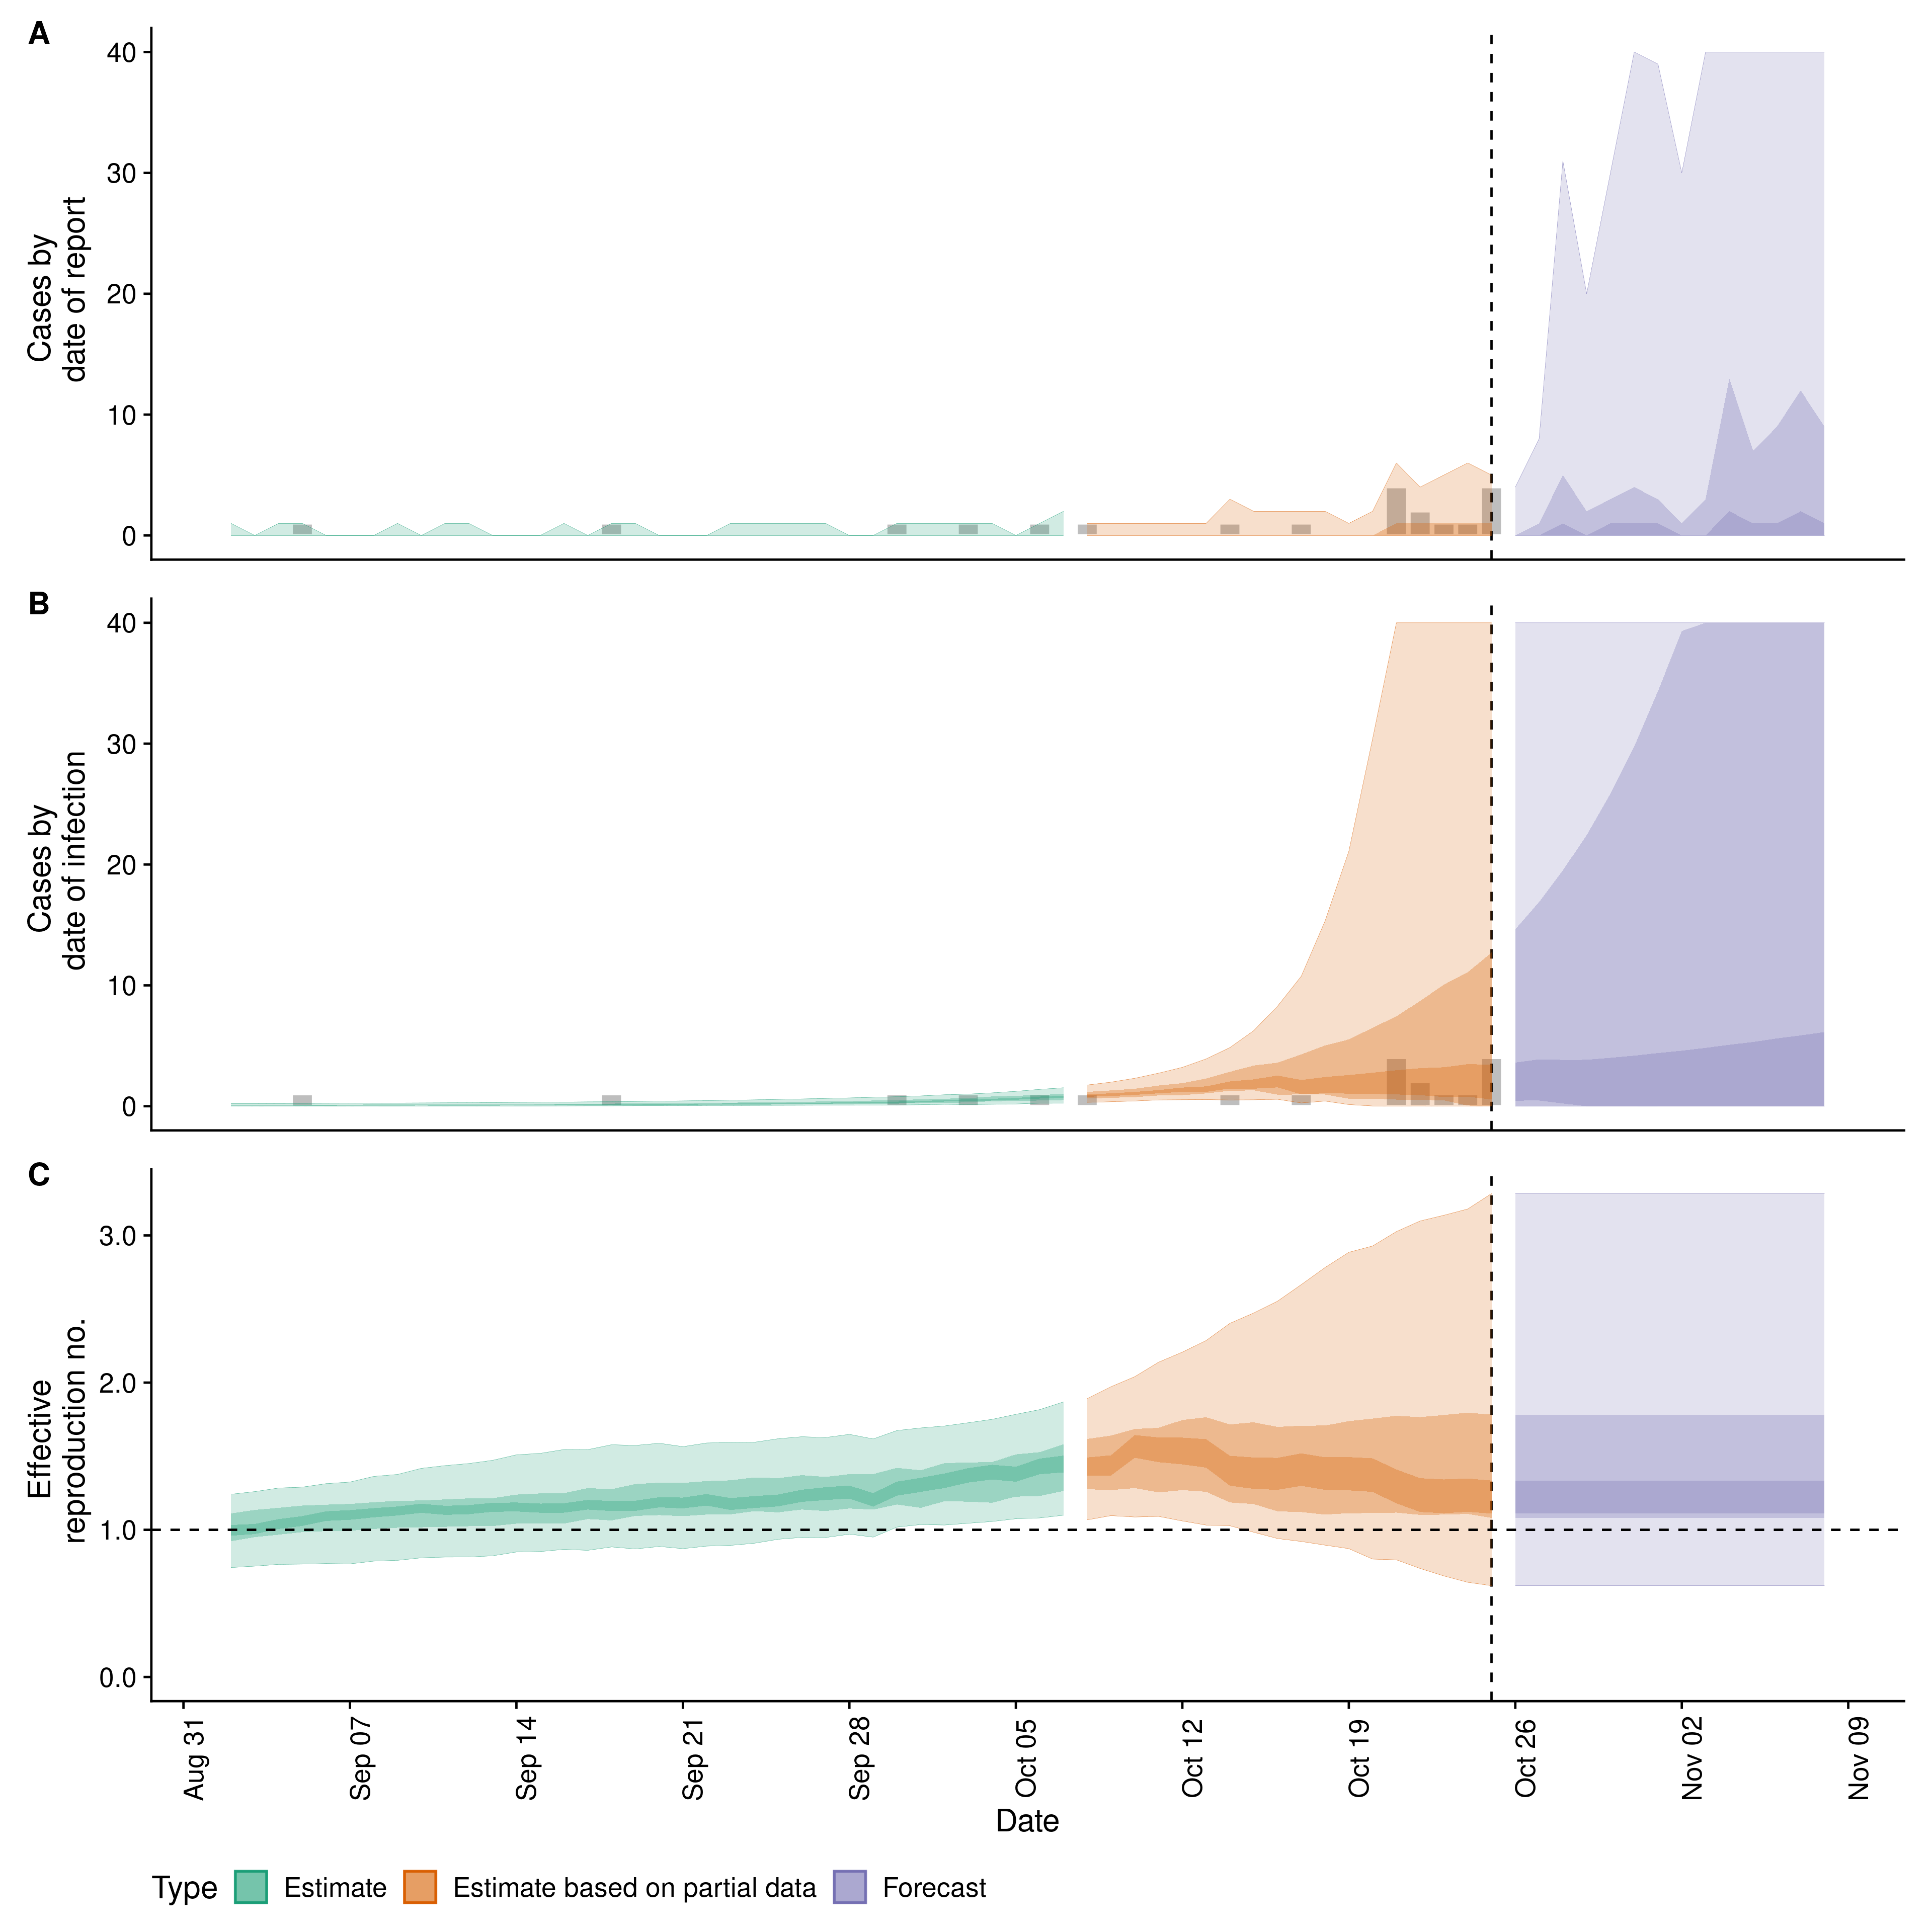 A
Cases by
date of report
40
30
20
10
0
B
Cases by
date of infection
40
30
20
10
0
C
Effective
reproduction no.
3.0
2.0
1.0
0.0
Aug 31
Sep 07
Sep 14
Sep 21
Sep 28
Oct 05
Oct 12
Oct 19
Oct 26
Nov 02
Nov 09
Date
Type
Estimate
Estimate based on partial data
Forecast